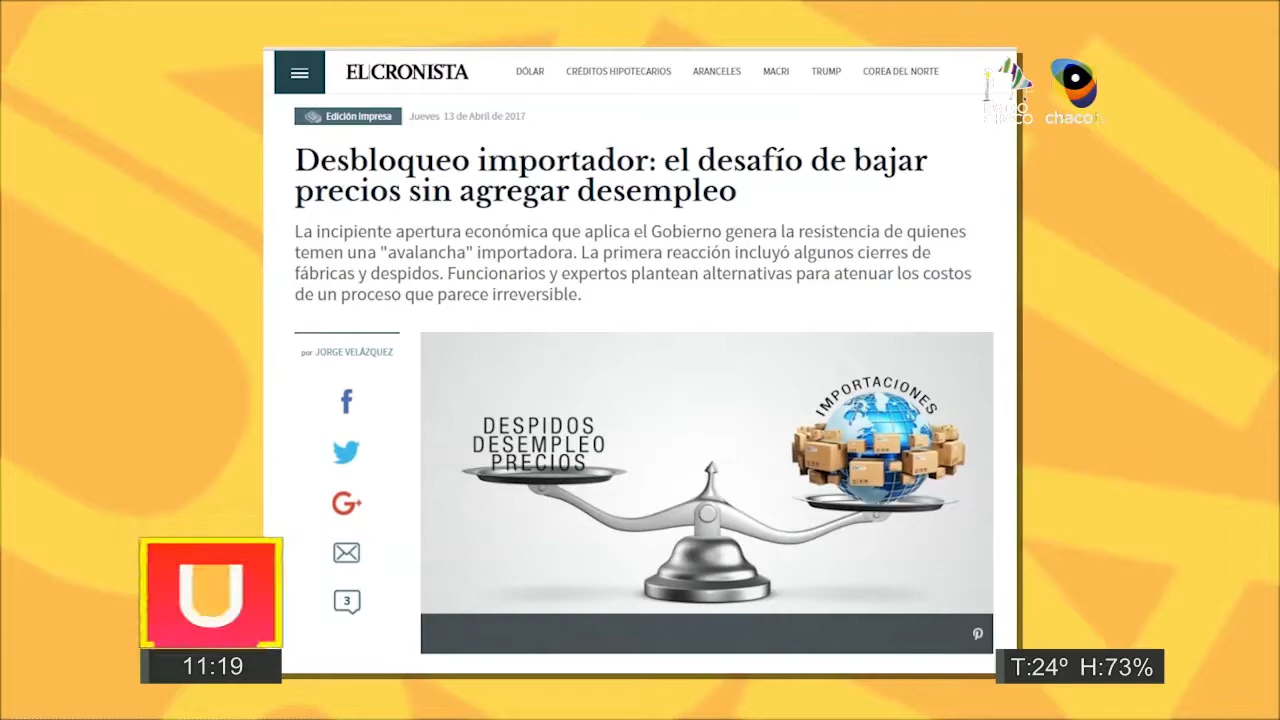 EL CRONISTA
DÓLAR
CRÉDITOS HIPOTECARIOS
ARANCELES
MACRI
TRUMP
COREA DEL NORTE
Edición Impresa
Jueves 13 de Abril de 2017
chaco
CHACO
Desbloqueo importador: el desafío de bajar
precios sin agregar desempleo
La incipiente apertura económica que aplica el Gobierno genera la resistencia de quienes
temen una "avalancha" importadora. La primera reacción incluyó algunos cierres de
fábricas y despidos. Funcionarios y expertos plantean alternativas para atenuar los costos
de un proceso que parece irreversible.
por JORGE VELÁZQUEZ
IMPORTACIONES
DESPIDOS
DESEMPLEO
PRECIOS
G+
3
U
11:19
T:24º H:73%